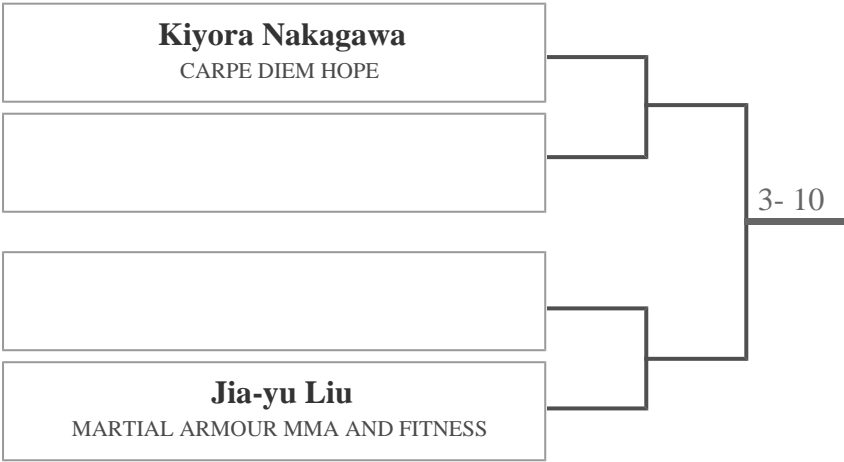 Kiyora Nakagawa
CARPE DIEM HOPE
3- 10
Jia-yu Liu
MARTIAL ARMOUR MMA AND FITNESS